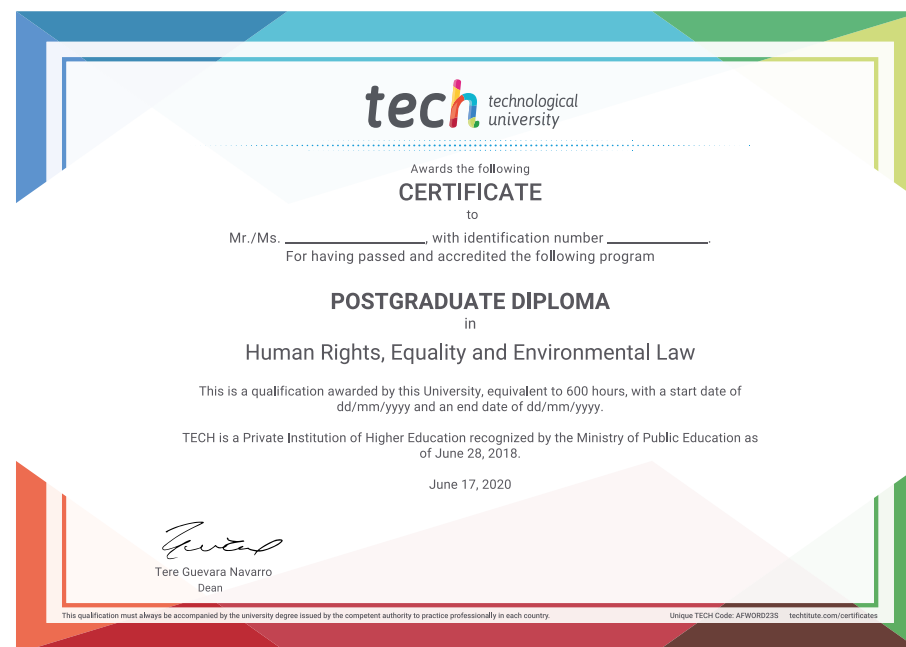 tech technological
university
Awards the following
CERTIFICATE
to
Mr./Ms. ____________________, with identification number ______________.
For having passed and accredited the following program
POSTGRADUATE DIPLOMA
in
Human Rights, Equality and Environmental Law
This is a qualification awarded by this University, equivalent to 600 hours, with a start date of
dd/mm/yyyy and an end date of dd/mm/yyyy.
TECH is a Private Institution of Higher Education recognized by the Ministry of Public Education as
of June 28, 2018.
June 17, 2020
Tere Guevara Navarro
Dean
This qualification must always be accompanied by the university degree issued by the competent authority to practice professionally in each country. Unique TECH Code: AFWORD23S techtitute.com/certificates